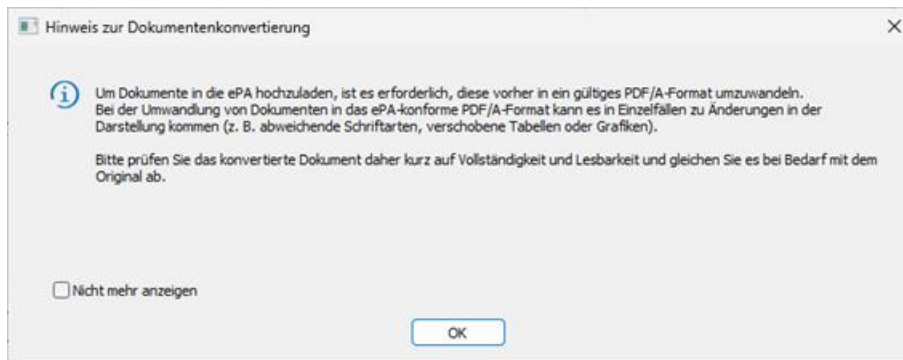 Hinweis zur Dokumentenkonvertierung
Um Dokumente in die ePA hochzuladen, ist es erforderlich, diese vorher in ein gültiges PDF/A-Format umzuwandeln.
Bei der Umwandlung von Dokumenten in das ePA-konforme PDF/A-Format kann es in Einzelfällen zu Änderungen in der
Darstellung kommen (z. B. abweichende Schriftarten, verschobene Tabellen oder Grafiken).
Bitte prüfen Sie das konvertierte Dokument daher kurz auf Vollständigkeit und Lesbarkeit und gleichen Sie es bei Bedarf mit dem
Original ab.
Nicht mehr anzeigen
OK